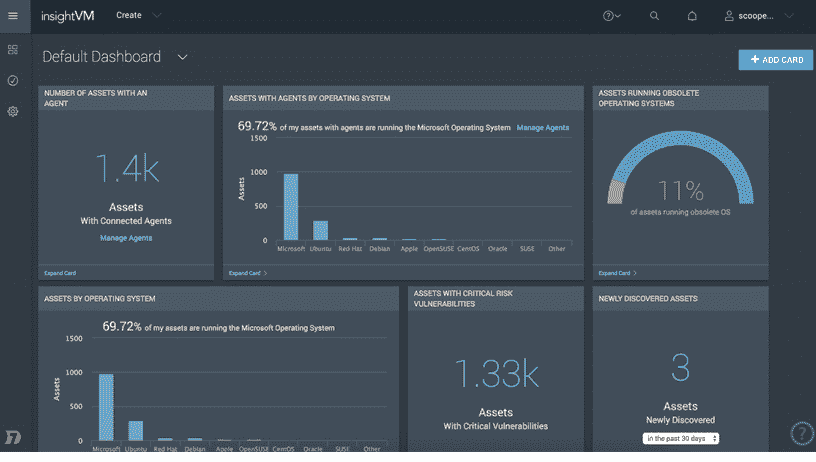 insightVM
Create
scoope...
Default Dashboard
+ ADD CARD
NUMBER OF ASSETS WITH AN
AGENT
1.4k
Assets
With Connected Agents
Manage Agents
Expand Card
ASSETS WITH AGENTS BY OPERATING SYSTEM
69.72% of my assets with agents are running the Microsoft Operating System Manage Agents
1500
1000
500
0
Assets
Microsoft Ubuntu Red Hat Debian Apple OpenSUSE CentOS Oracle SUSE Other
Expand Card >
ASSETS RUNNING OBSOLETE
OPERATING SYSTEMS
11%
of assets running obsolete OS
Expand Card >
ASSETS BY OPERATING SYSTEM
69.72% of my assets are running the Microsoft Operating System
1500
1000
500
0
Assets
Microsoft Ubuntu Red Hat Debian Apple OpenSUSE CentOS Oracle SUSE Other
ASSETS WITH CRITICAL RISK
VULNERABILITIES
1.33k
Assets
With Critical Vulnerabilities
NEWLY DISCOVERED ASSETS
3
Assets
Newly Discovered
in the past 30 days
?